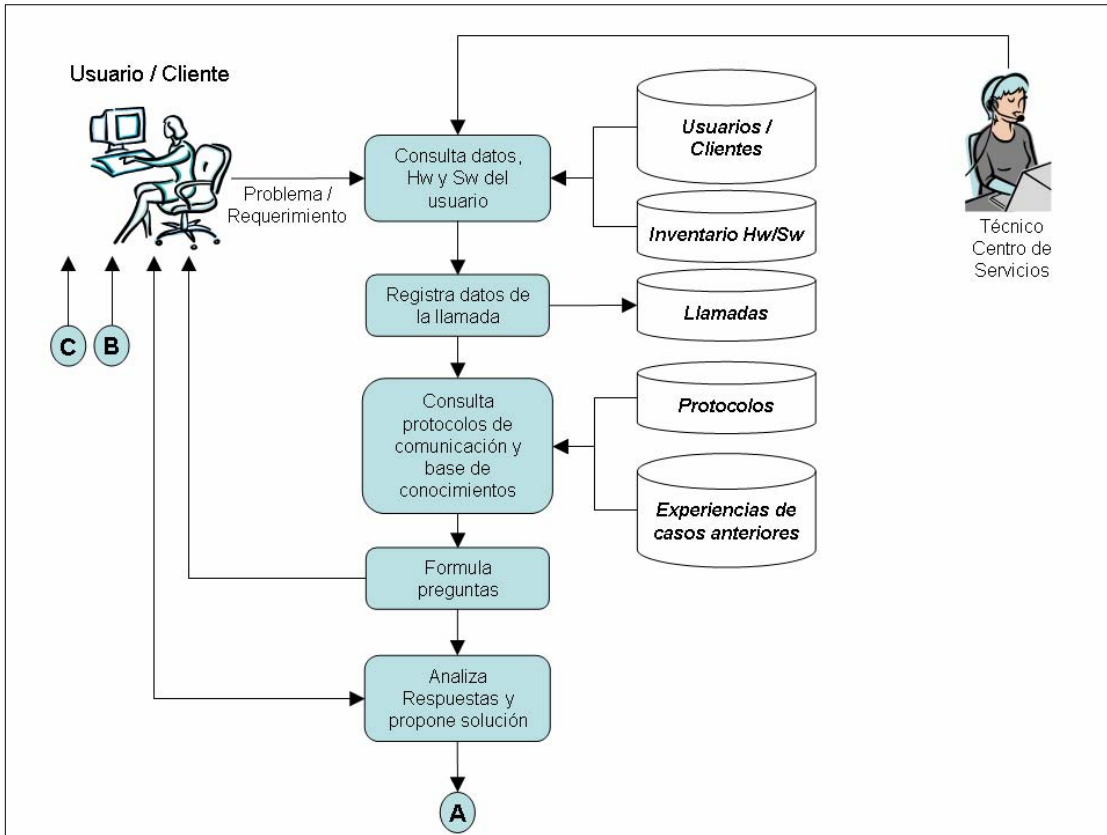 Usuario / Cliente
Problema /
Requerimiento
Consulta datos,
Hw y Sw del
usuario
Usuarios /
Clientes
Inventario Hw/Sw
Técnico
Centro de
Servicios
Registra datos de
la llamada
Llamadas
C
B
Consulta
protocolos de
comunicación y
base de
conocimientos
Protocolos
Experiencias de
casos anteriores
Formula
preguntas
Analiza
Respuestas y
propone solución
A